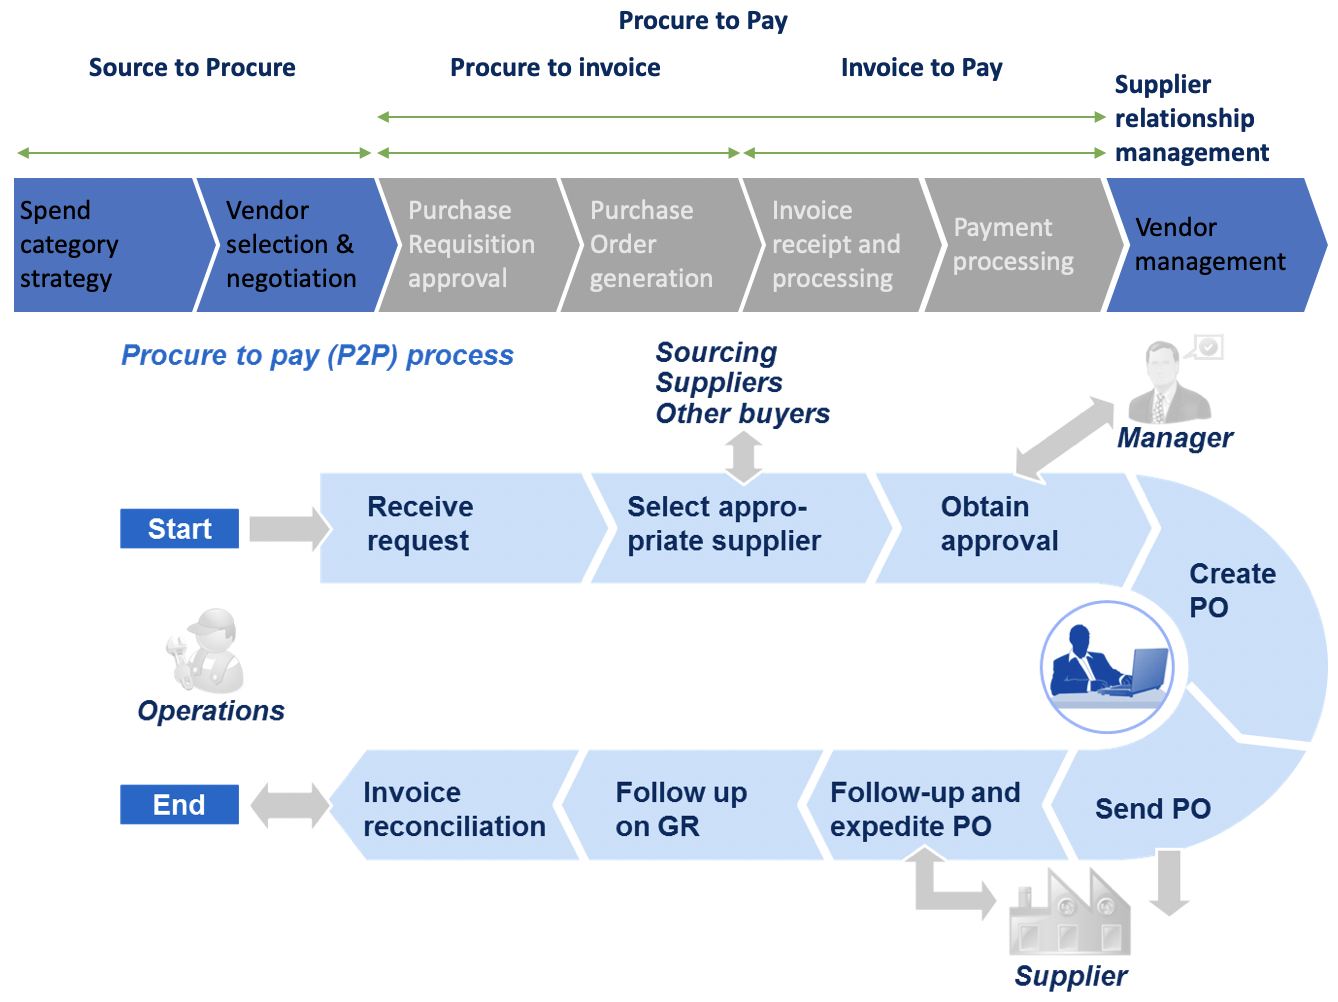 Procure to Pay
Source to Procure
Procure to invoice
Invoice to Pay
Supplier
relationship
management
Spend
category
strategy
Vendor
selection &
negotiation
Purchase
Requisition
approval
Purchase
Order
generation
Invoice
receipt and
processing
Payment
processing
Vendor
management
Procure to pay (P2P) process
Sourcing
Suppliers
Other buyers
Manager
Start
Receive
request
Select appro-
priate supplier
Obtain
approval
Create
PO
Operations
End
Invoice
reconciliation
Follow up
on GR
Follow-up and
expedite PO
Send PO
Supplier